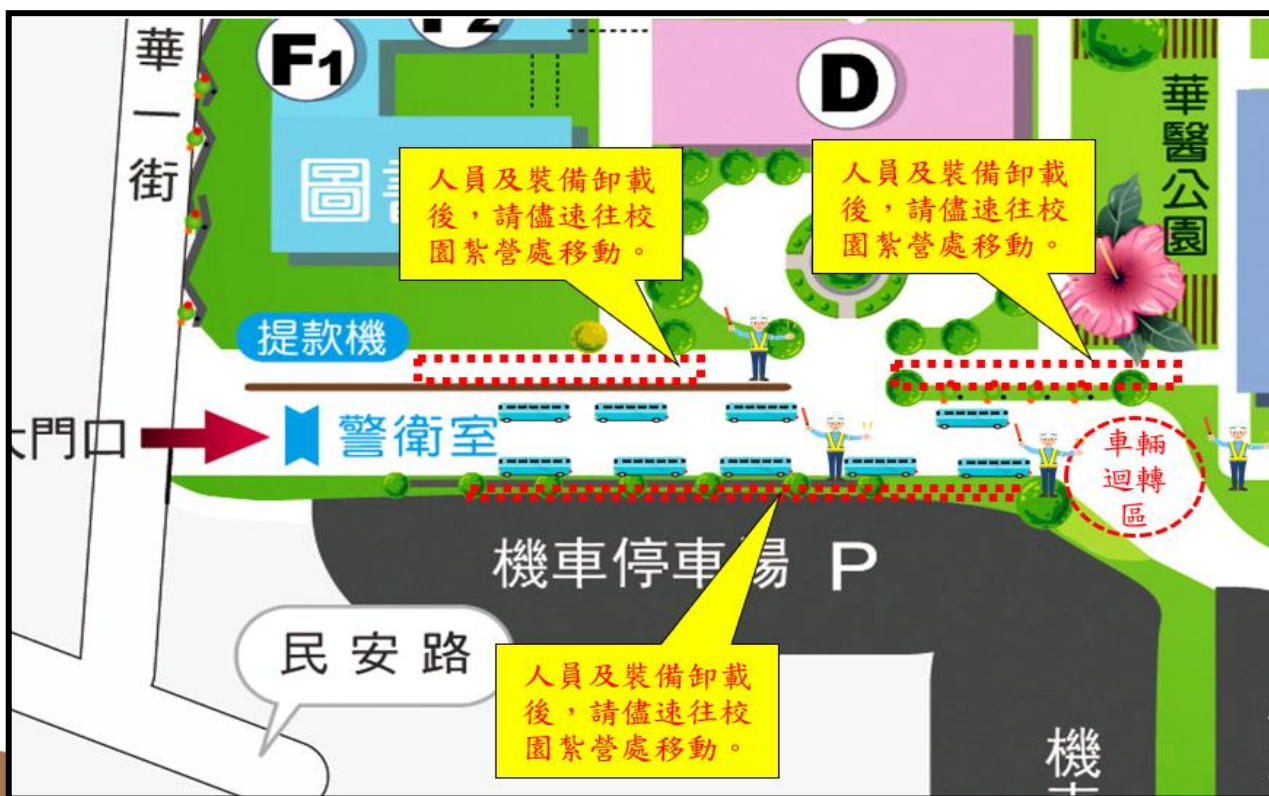 華一街
F1
F2
D
華醫公園
圖
人員及裝備卸載
後，請儘速往校
園紮營處移動。
人員及裝備卸載
後，請儘速往校
園紮營處移動。
提款機
大門口
警衛室
車輛
迴轉
區
機車停車場 P
民安路
人員及裝備卸載
後，請儘速往校
園紮營處移動。
機車